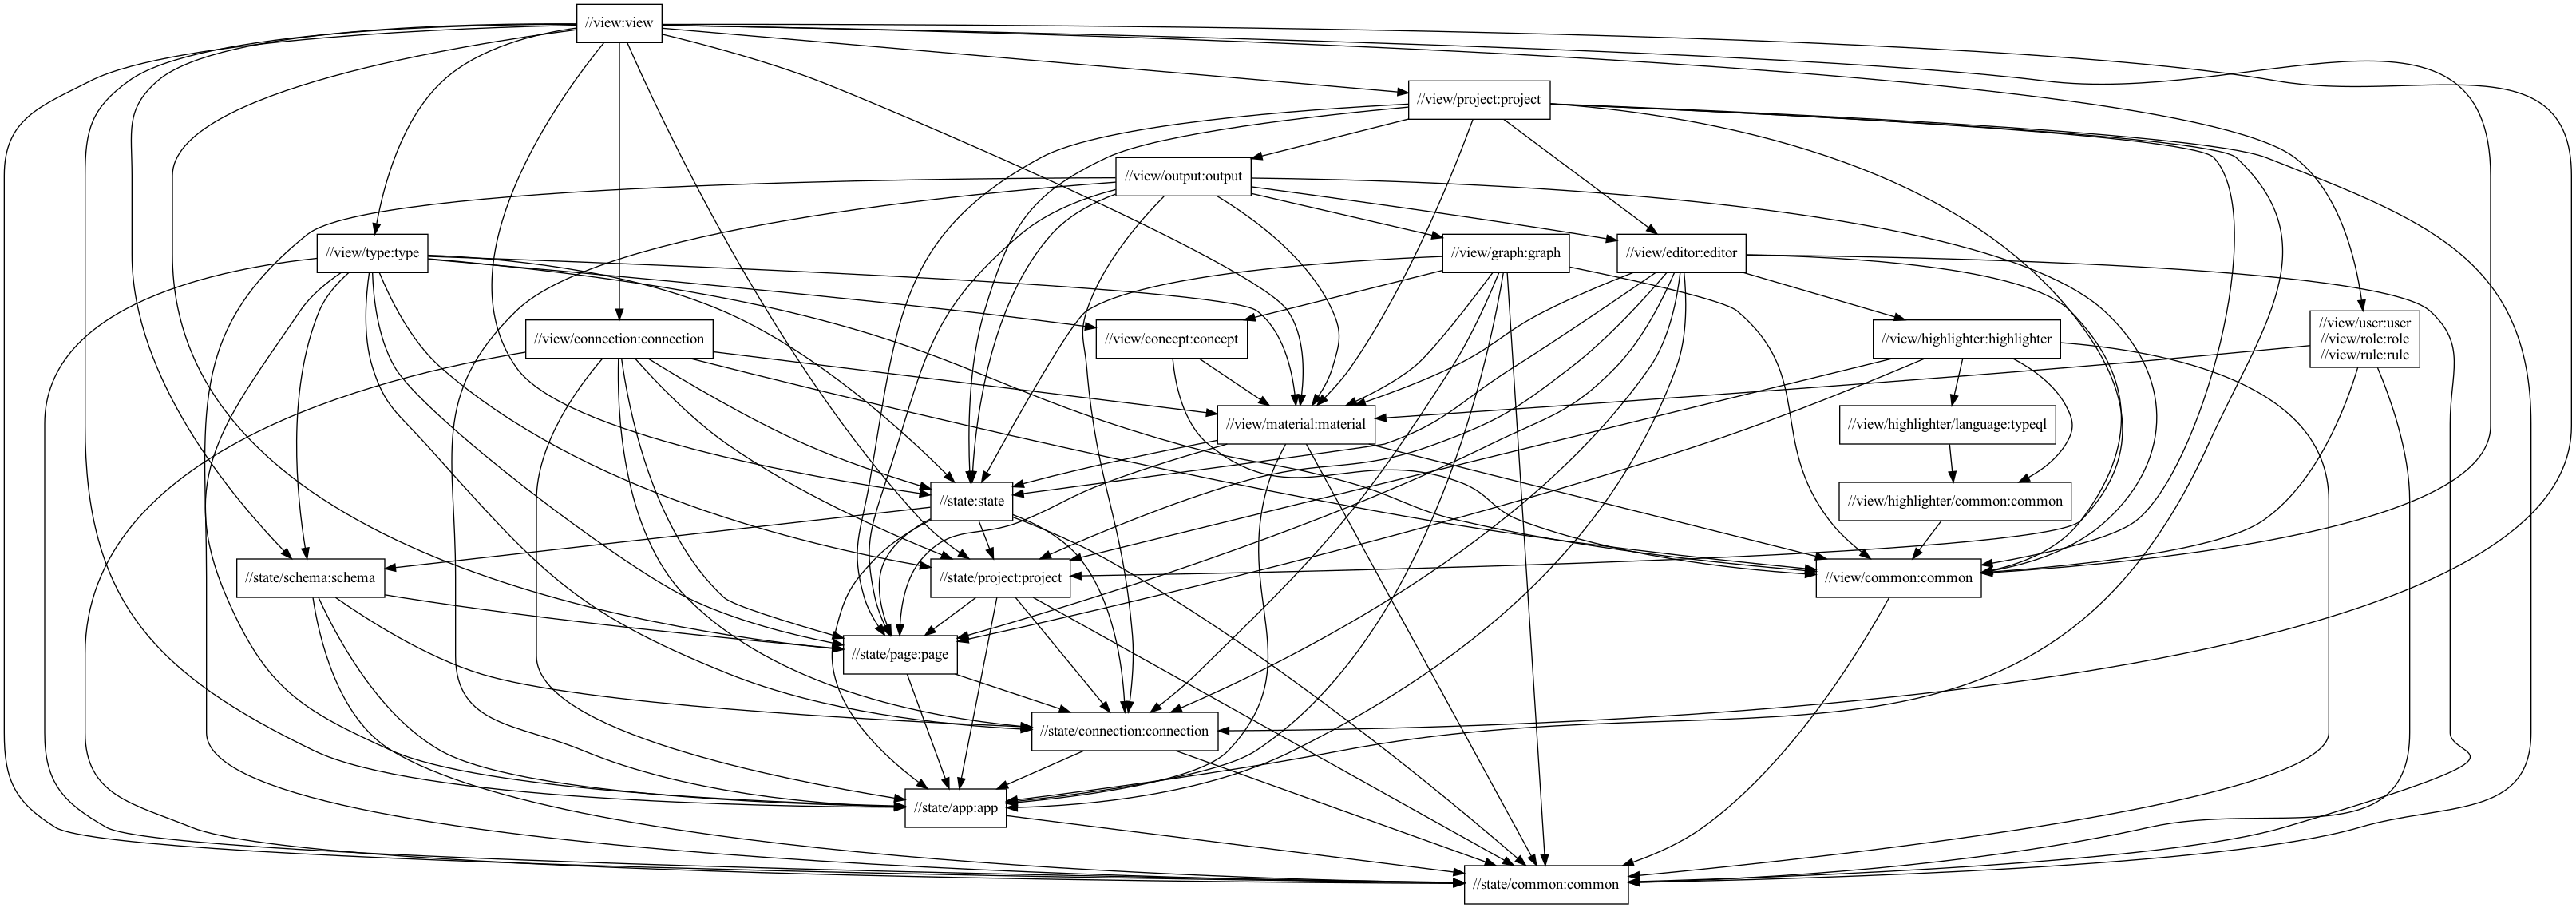 //view:view
//view/project:project
//view/output:output
//view/type:type
//view/graph:graph
//view/editor:editor
//view/connection:connection
//view/concept:concept
//view/highlighter:highlighter
//view/user:user
//view/role:role
//view/rule:rule
//view/material:material
//view/highlighter/language:typeql
//state:state
//view/highlighter/common:common
//state/schema:schema
//state/project:project
//view/common:common
//state/page:page
//state/connection:connection
//state/app:app
//state/common:common